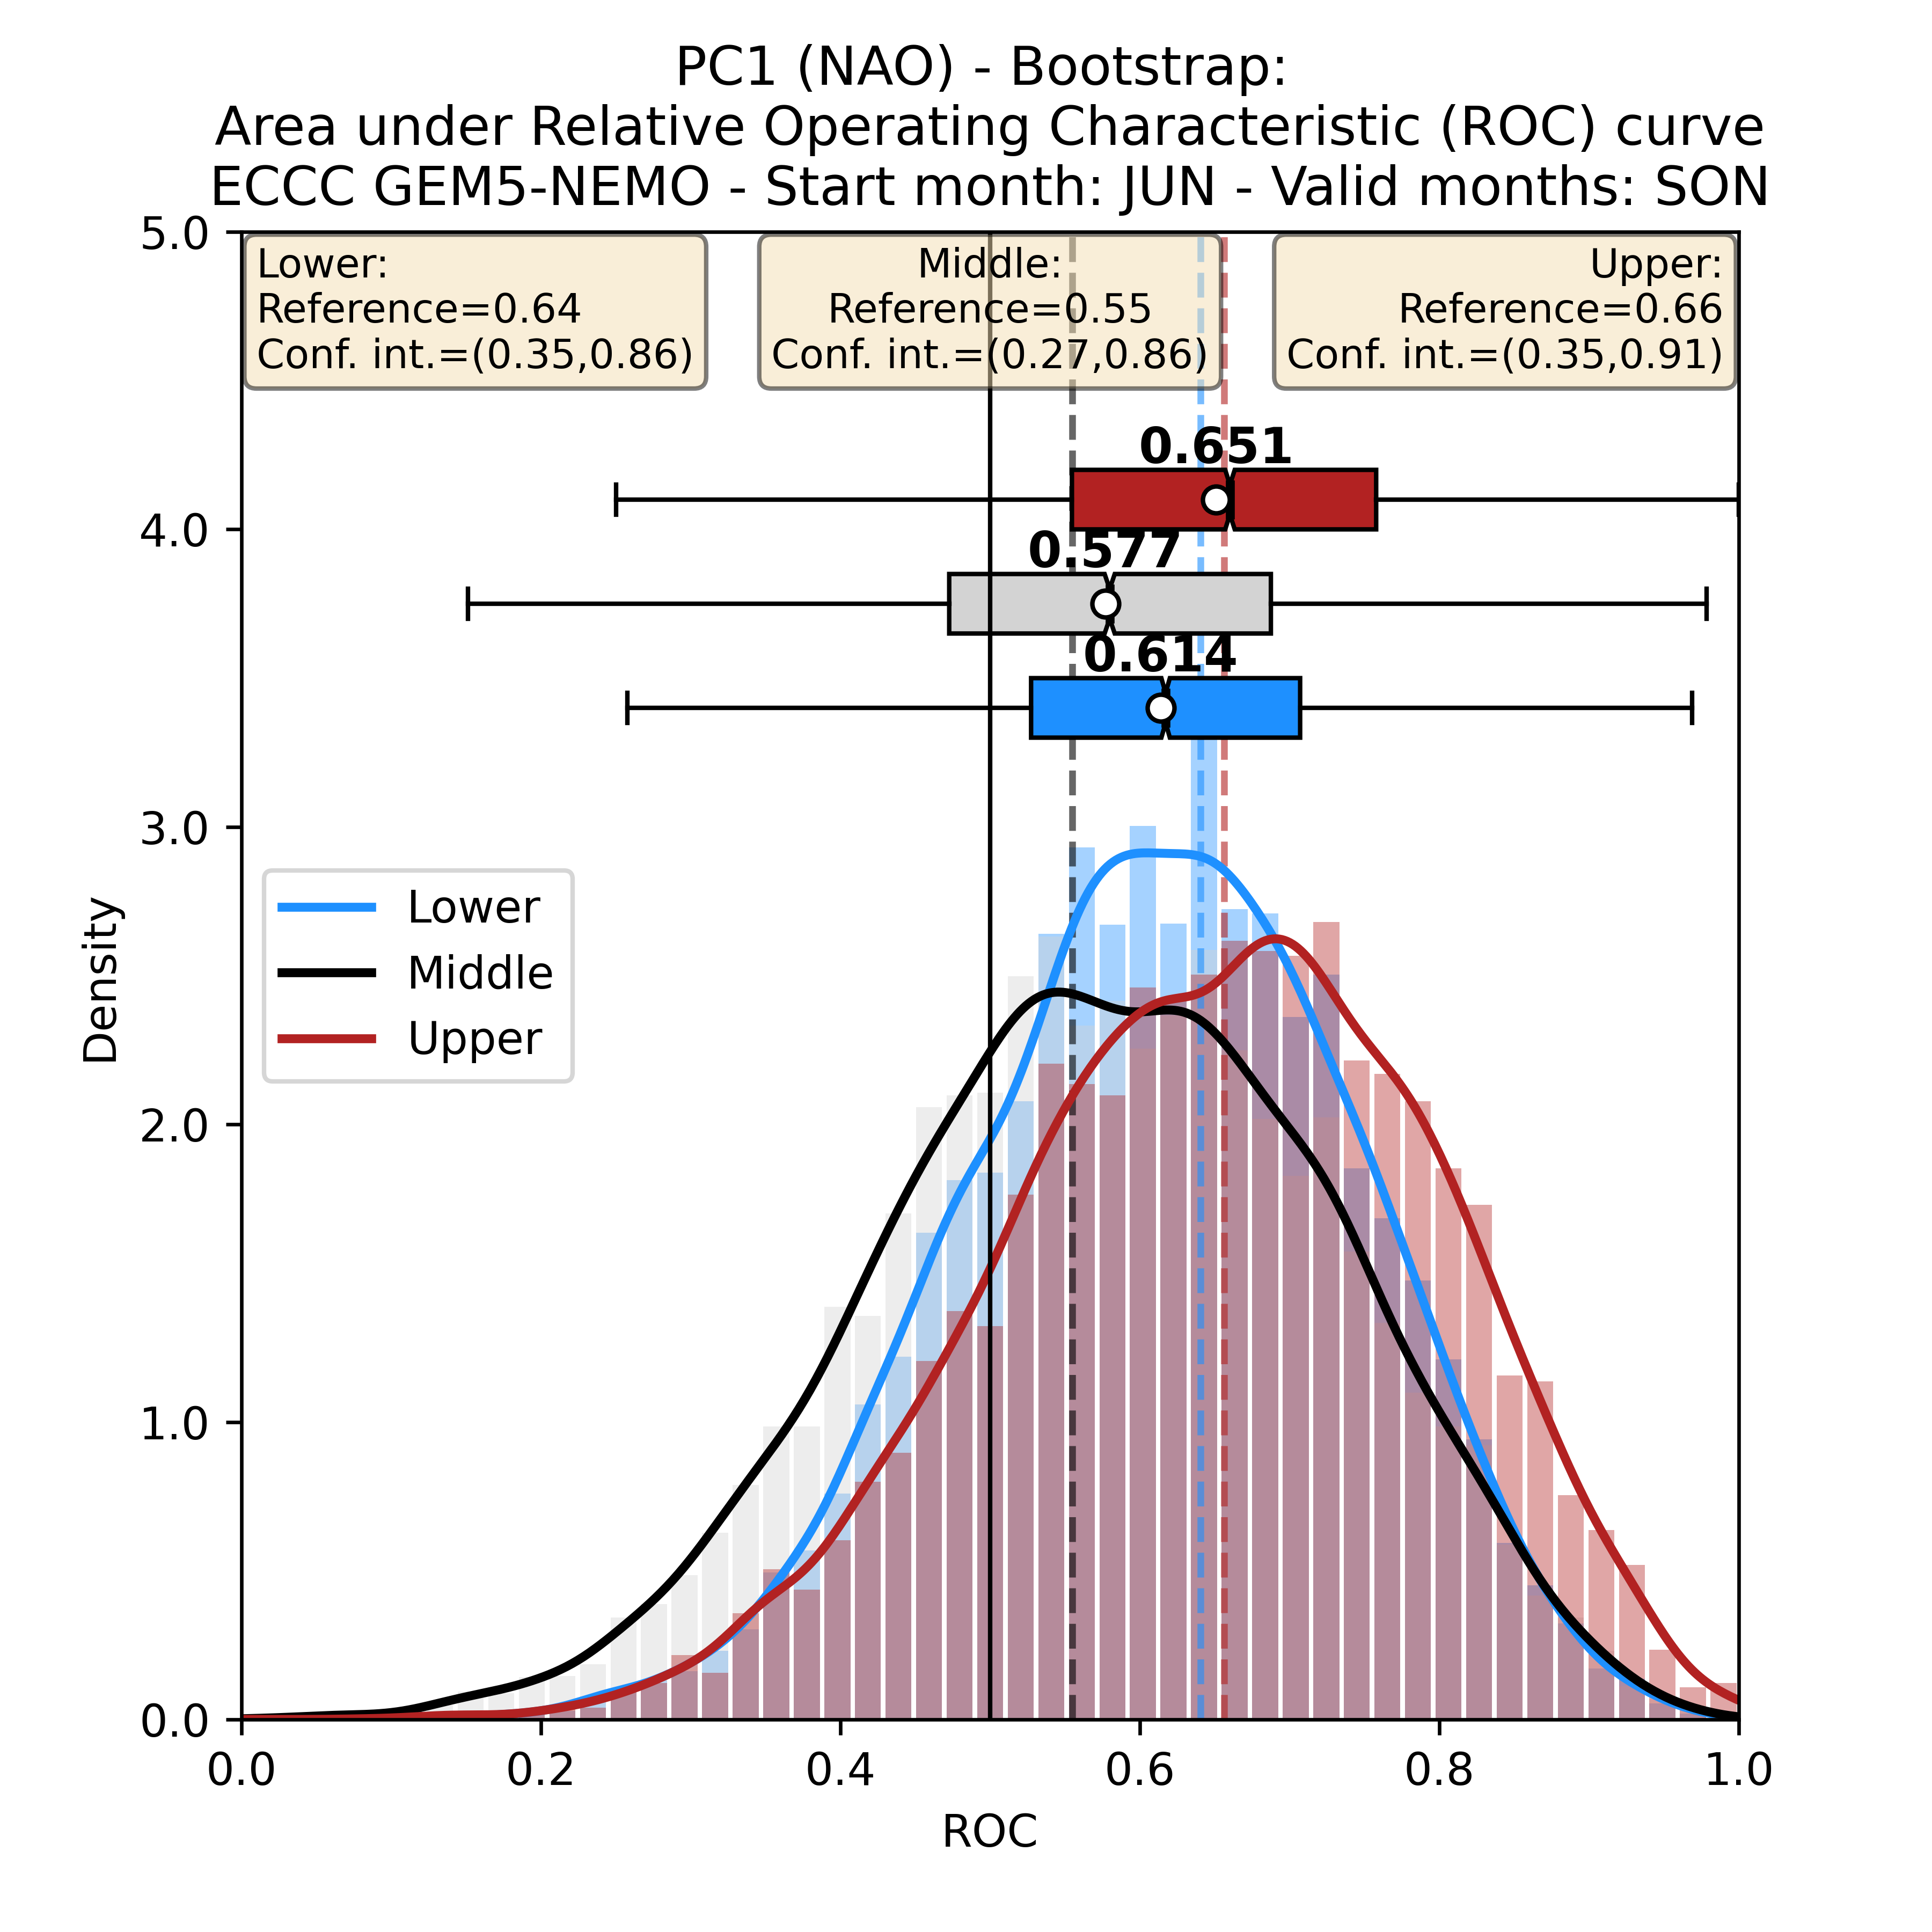 PC1 (NAO) - Bootstrap:
Area under Relative Operating Characteristic (ROC) curve
ECCC GEM5-NEMO - Start month: JUN - Valid months: SON
5.0
Lower:
Reference=0.64
Conf. int.=(0.35,0.86)
Middle:
Reference=0.55
Conf. int.=(0.27,0.86)
Upper:
Reference=0.66
Conf. int.=(0.35,0.91)
0.651
4.0
0.577
0.614
3.0
Lower
Middle
Upper
Density
2.0
1.0
0.0
0.0
0.2
0.4
0.6
0.8
1.0
ROC